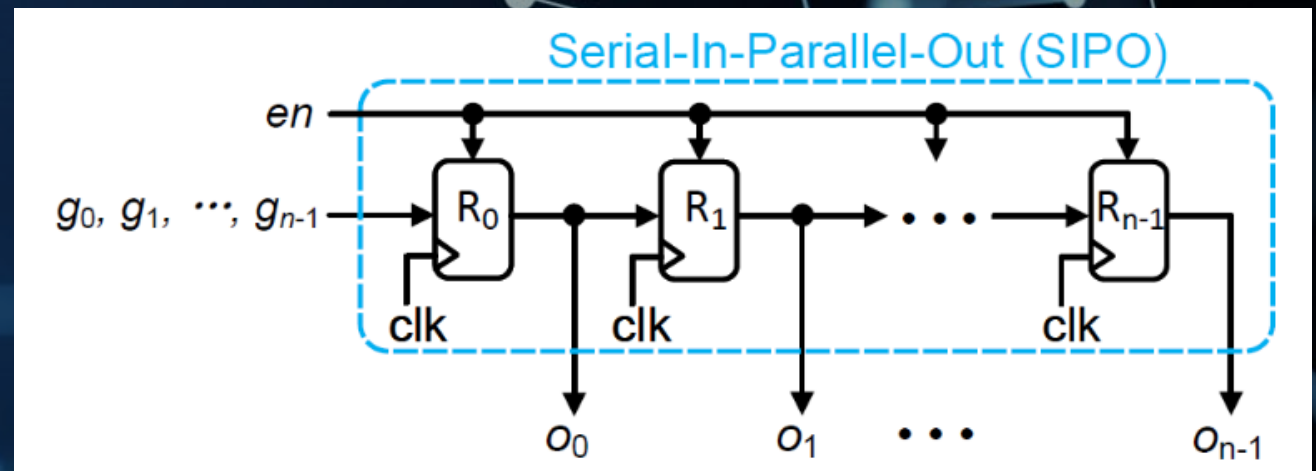 Serial-In-Parallel-Out (SIPO)
en
g₀, g₁, ⋯, gₙ₋₁
R₀ R₁ • • • Rₙ₋₁
clk clk clk
o₀ o₁ • • • oₙ₋₁